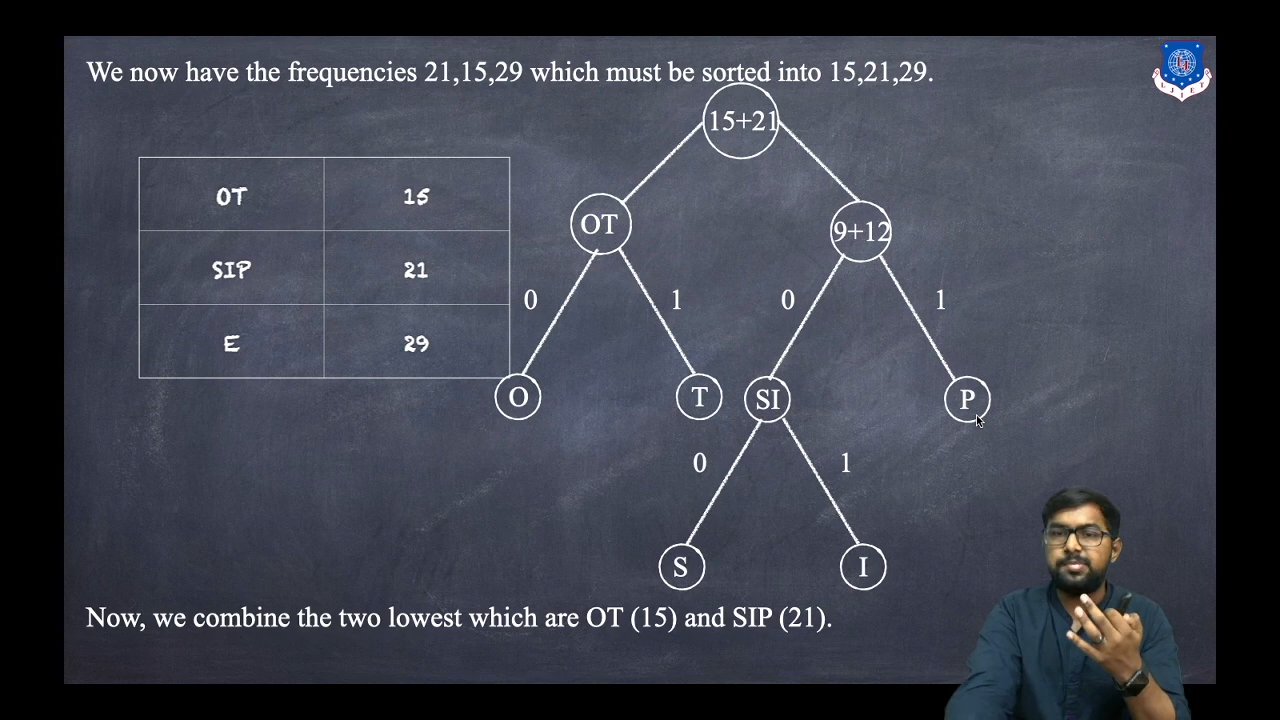 We now have the frequencies 21,15,29 which must be sorted into 15,21,29.
15+21
OT 15
SIP 21
E 29
OT
9+12
0 1 0 1
O T SI P
0 1
S I
Now, we combine the two lowest which are OT (15) and SIP (21).